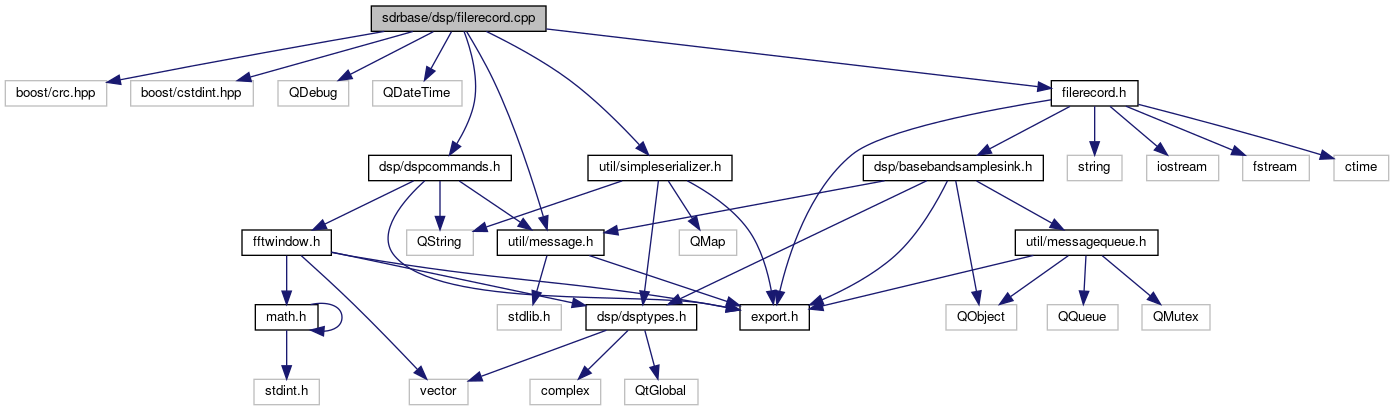 sdrbase/dsp/filerecord.cpp
boost/crc.hpp
boost/cstdint.hpp
QDebug
QDateTime
filerecord.h
dsp/dspcommands.h
util/simpleserializer.h
dsp/basebandsamplesink.h
string
iostream
fstream
ctime
fftwindow.h
QString
util/message.h
QMap
util/messagequeue.h
math.h
stdlib.h
dsp/dsptypes.h
export.h
QObject
QQueue
QMutex
stdint.h
vector
complex
QtGlobal